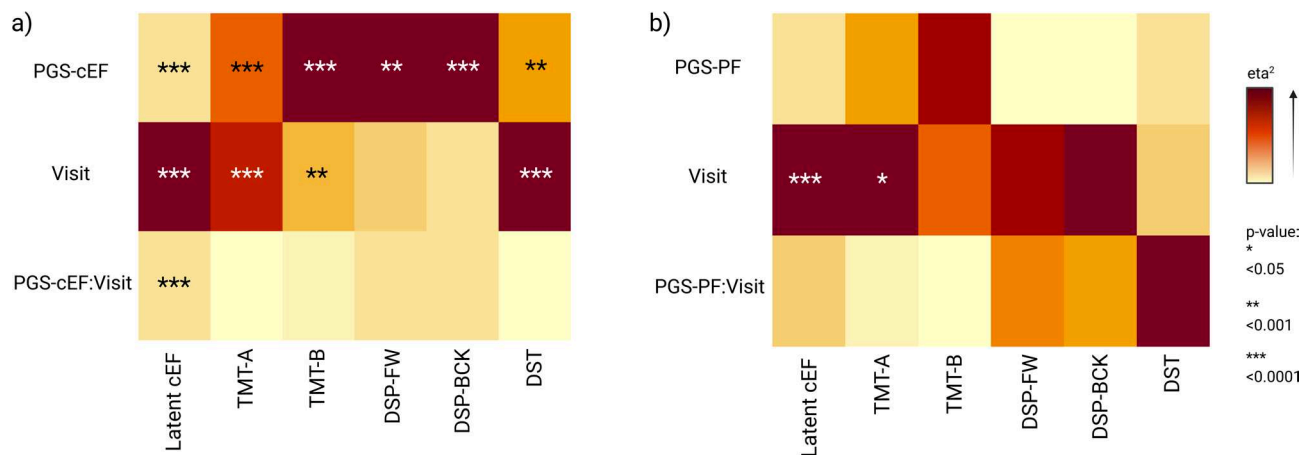 a)
PGS-cEF
*** *** *** ** *** **
Visit
*** *** ** ***
PGS-cEF:Visit
***
Latent cEF
TMT-A
TMT-B
DSP-FW
DSP-BCK
DST
b)
PGS-PF
Visit
*** *
PGS-PF:Visit
Latent cEF
TMT-A
TMT-B
DSP-FW
DSP-BCK
DST
eta²
p-value:
*
<0.05
**
<0.001
***
<0.0001